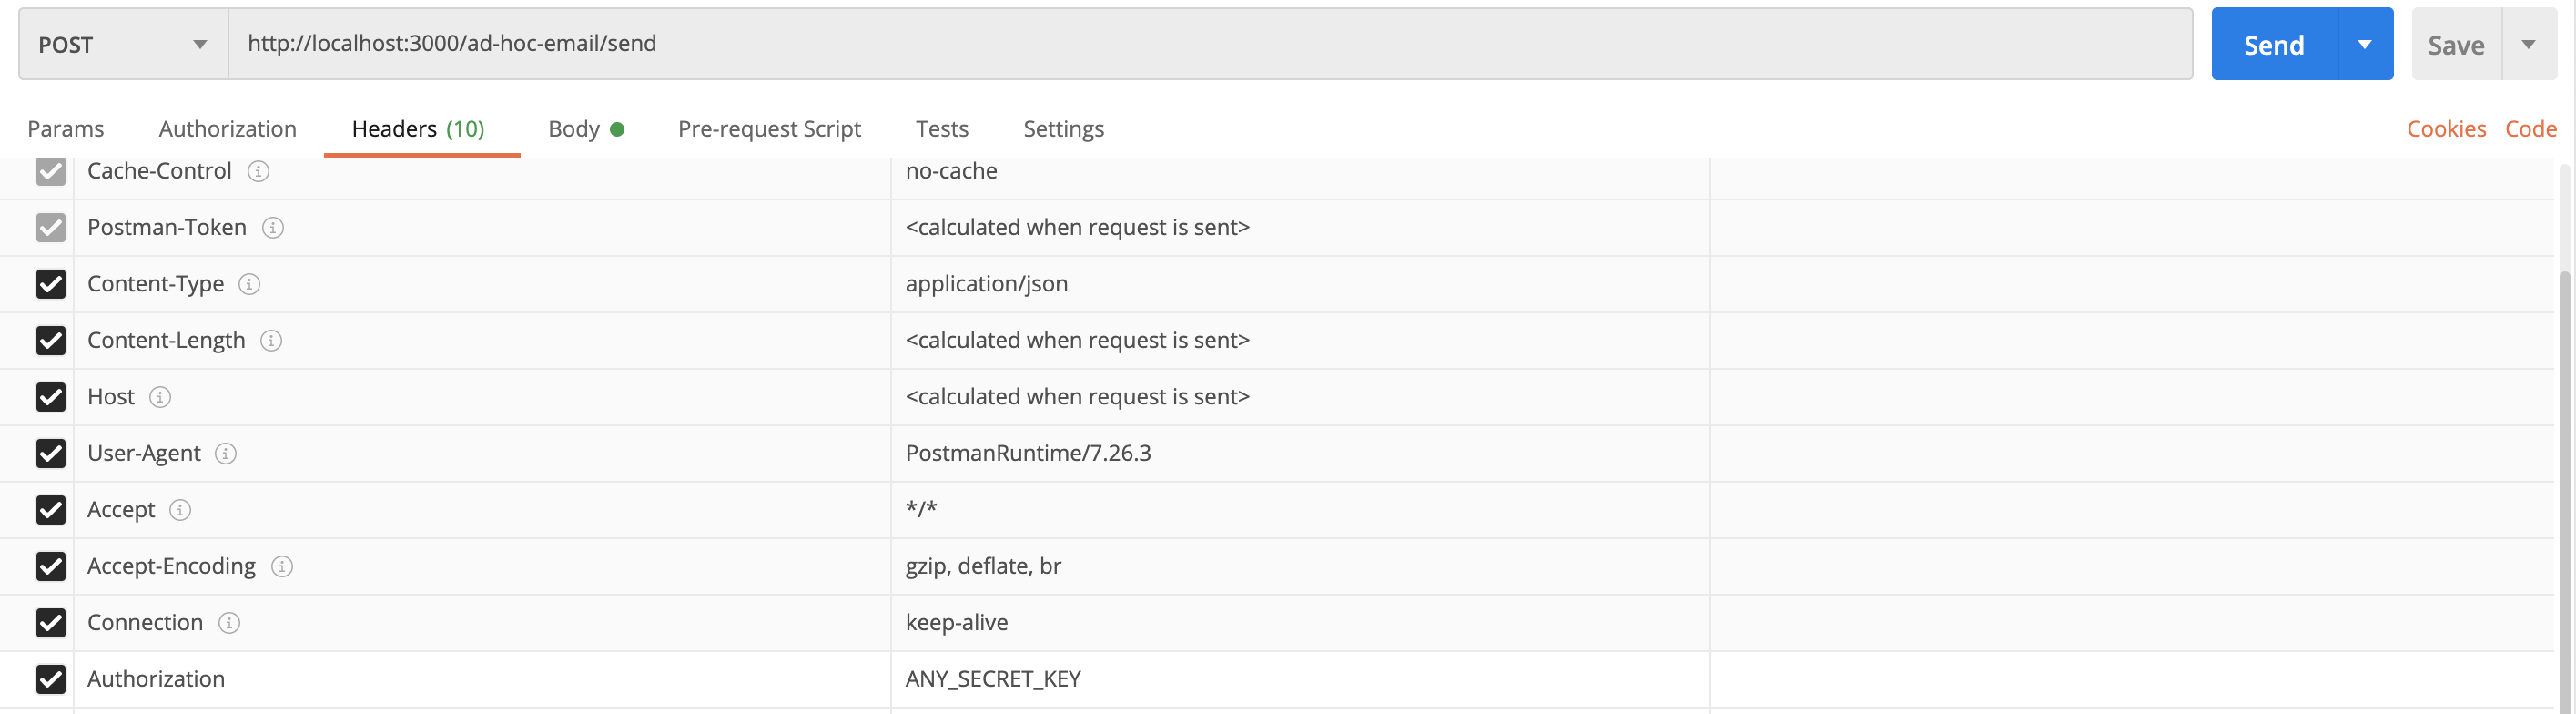 POST http://localhost:3000/ad-hoc-email/send Send Save
Params Authorization Headers (10) Body Pre-request Script Tests Settings Cookies Code
Cache-Control no-cache
Postman-Token <calculated when request is sent>
Content-Type application/json
Content-Length <calculated when request is sent>
Host <calculated when request is sent>
User-Agent PostmanRuntime/7.26.3
Accept */*
Accept-Encoding gzip, deflate, br
Connection keep-alive
Authorization ANY_SECRET_KEY